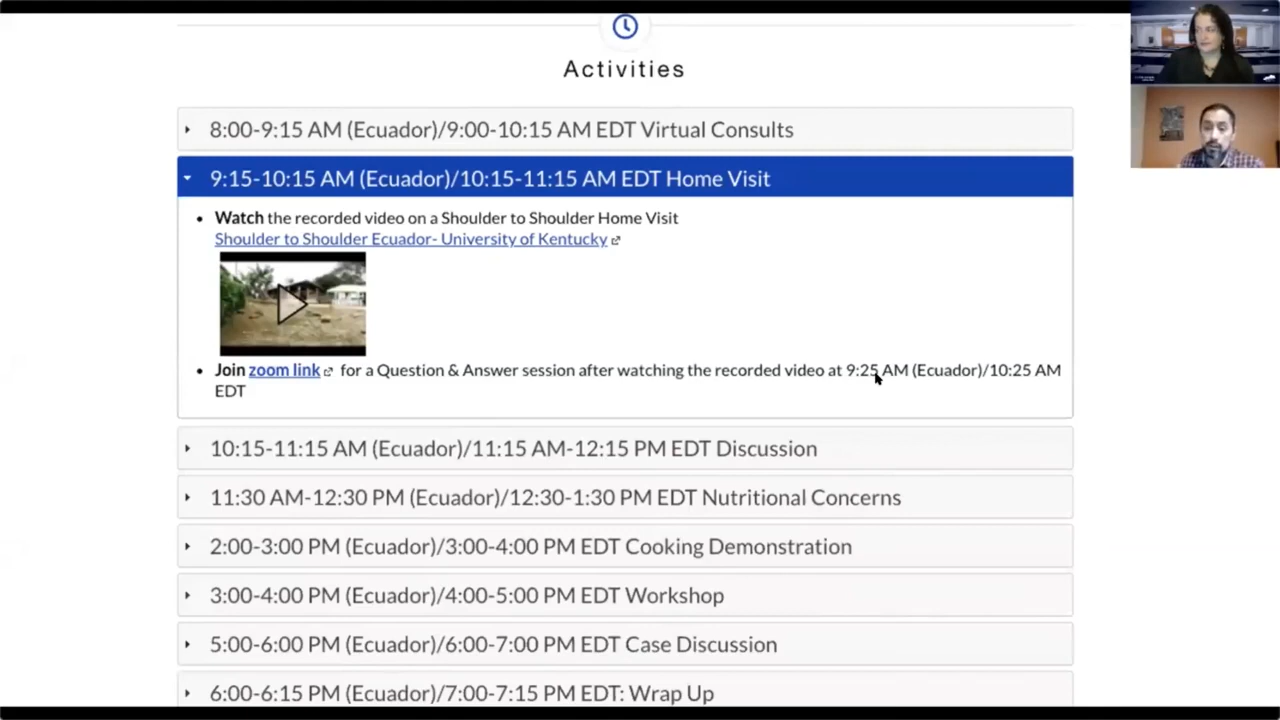 Activities
8:00-9:15 AM (Ecuador)/9:00-10:15 AM EDT Virtual Consults
9:15-10:15 AM (Ecuador)/10:15-11:15 AM EDT Home Visit
Watch the recorded video on a Shoulder to Shoulder Home Visit
Shoulder to Shoulder Ecuador- University of Kentucky
Join zoom link for a Question & Answer session after watching the recorded video at 9:25 AM (Ecuador)/10:25 AM
EDT
10:15-11:15 AM (Ecuador)/11:15 AM-12:15 PM EDT Discussion
11:30 AM-12:30 PM (Ecuador)/12:30-1:30 PM EDT Nutritional Concerns
2:00-3:00 PM (Ecuador)/3:00-4:00 PM EDT Cooking Demonstration
3:00-4:00 PM (Ecuador)/4:00-5:00 PM EDT Workshop
5:00-6:00 PM (Ecuador)/6:00-7:00 PM EDT Case Discussion
6:00-6:15 PM (Ecuador)/7:00-7:15 PM EDT: Wrap Up